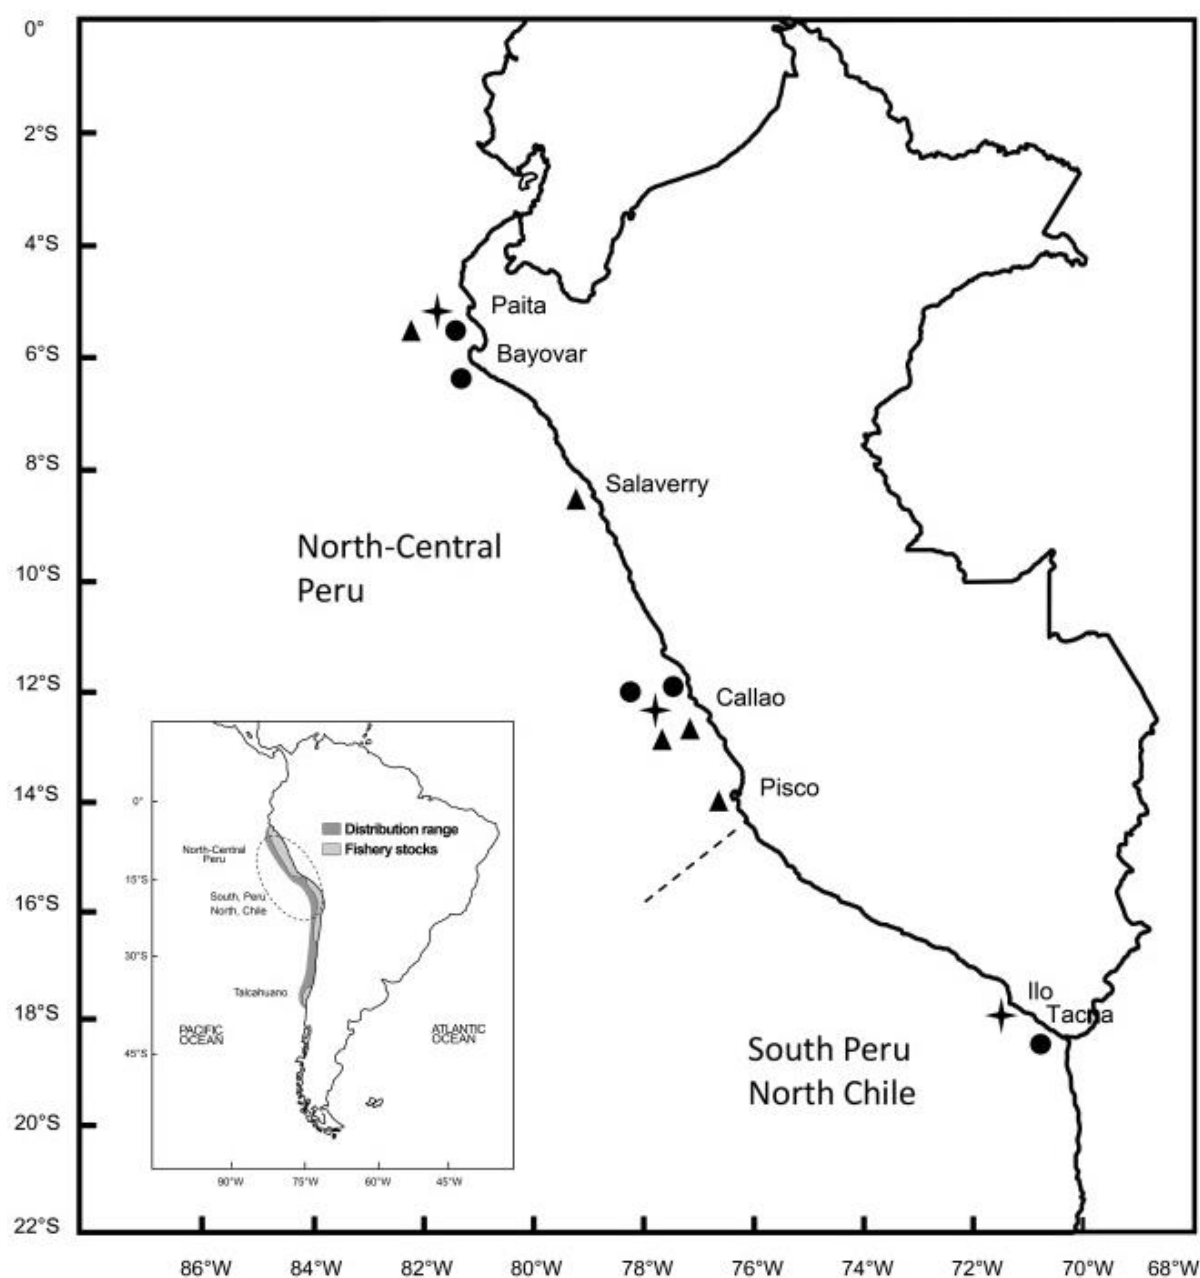 0°
2°S
4°S
Paita
Bayovar
6°S
8°S
Salaverry
North-Central
Peru
10°S
12°S
Callao
14°S
Pisco
16°S
18°S
Ilo
Tacna
South Peru
North Chile
20°S
22°S
86°W 84°W 82°W 80°W 78°W 76°W 74°W 72°W 70°W 68°W
0°
Distribution range
Fishery stocks
North-Central
Peru
15°S
South, Peru
North, Chile
30°S
Talcahuano
PACIFIC
OCEAN
ATLANTIC
OCEAN
45°S
90°W 75°W 60°W 45°W